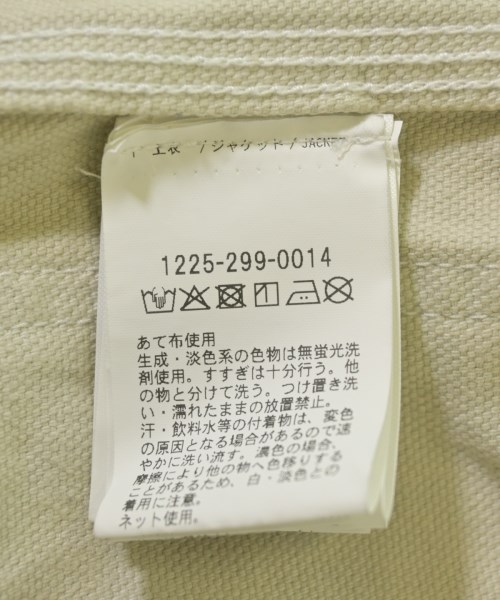 上衣 / ジャケット / JACKET
1225-299-0014
あて布使用
生成・淡色系の色物は無蛍光洗
剤使用。すすぎは十分行う。他
の物と分けて洗う。つけ置き洗
い・濡れたままの放置禁止。
汗・飲料水等の付着物は、変色
の原因となる場合があるので速
やかに洗い流す。濃色の場合、
摩擦により他の物へ色移りする
ことがあるため、白・淡色との
着用に注意。
ネット使用。